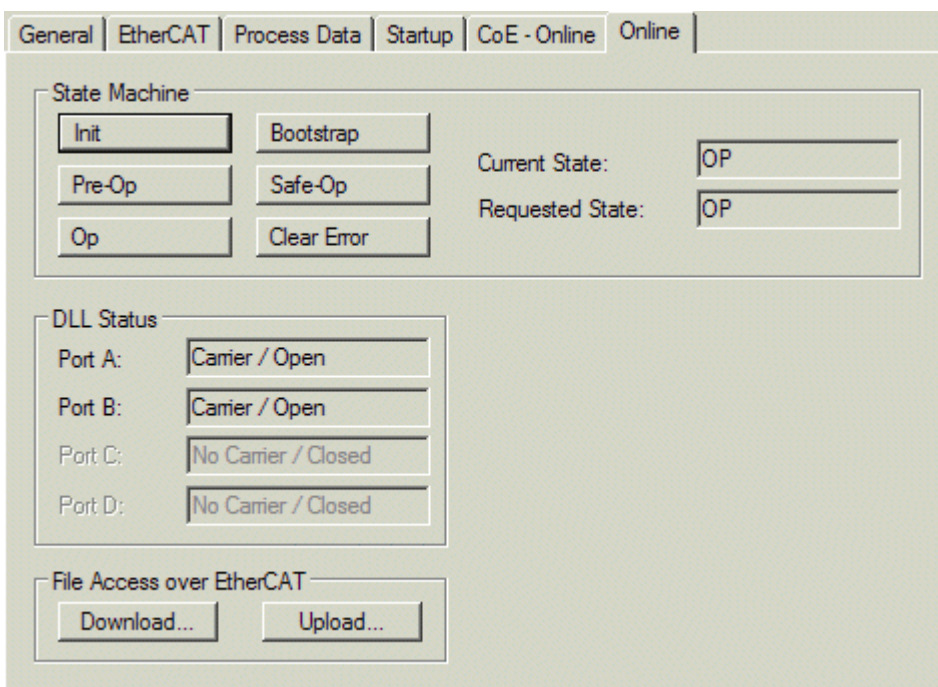 General EtherCAT Process Data Startup CoE - Online Online
State Machine
Init Bootstrap
Current State: OP
Pre-Op Safe-Op
Requested State: OP
Op Clear Error
DLL Status
Port A: Carrier / Open
Port B: Carrier / Open
Port C: No Carrier / Closed
Port D: No Carrier / Closed
File Access over EtherCAT
Download... Upload...